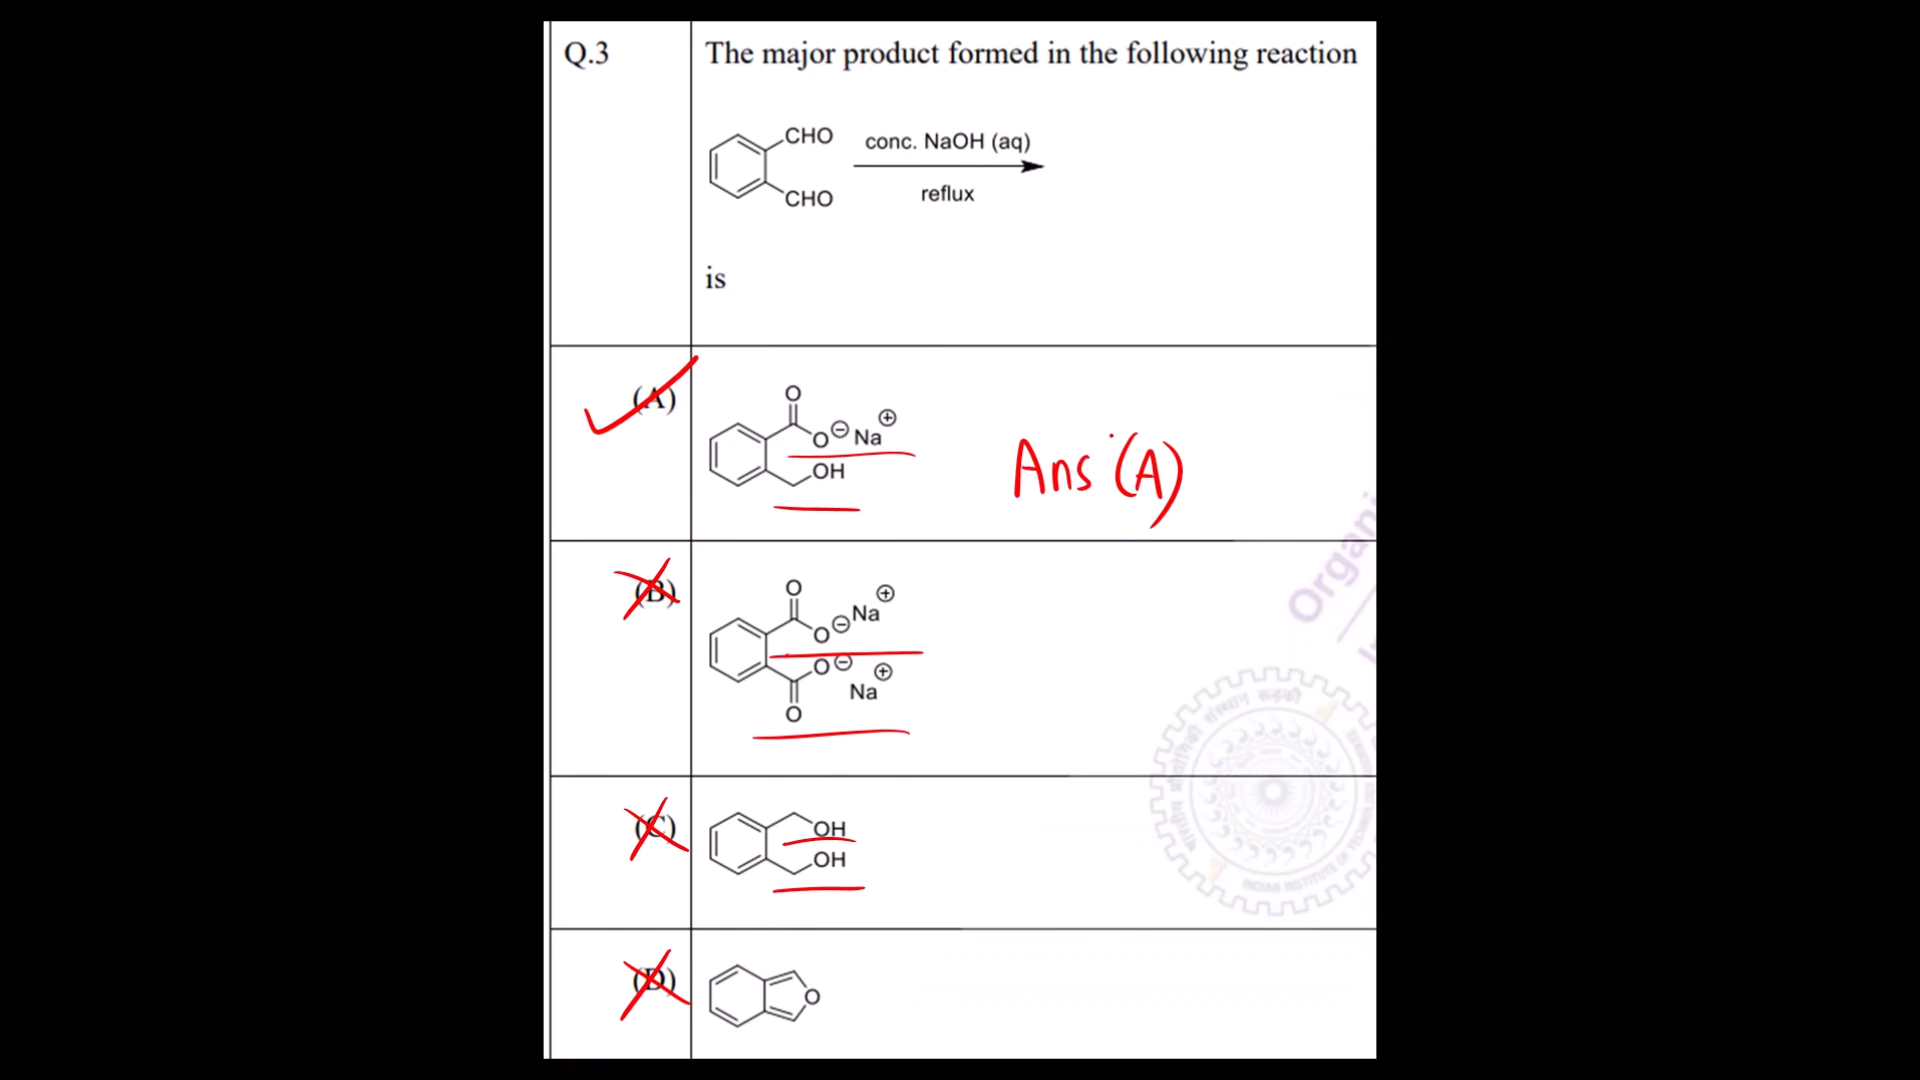 Q.3
The major product formed in the following reaction
CHO
CHO
conc. NaOH (aq)
reflux
is
(A)
O
O⊖ Na⊕
OH
Ans (A)
(B)
O
O⊖ Na⊕
O⊖
Na⊕
O
(C)
OH
OH
(D)
O
Organi